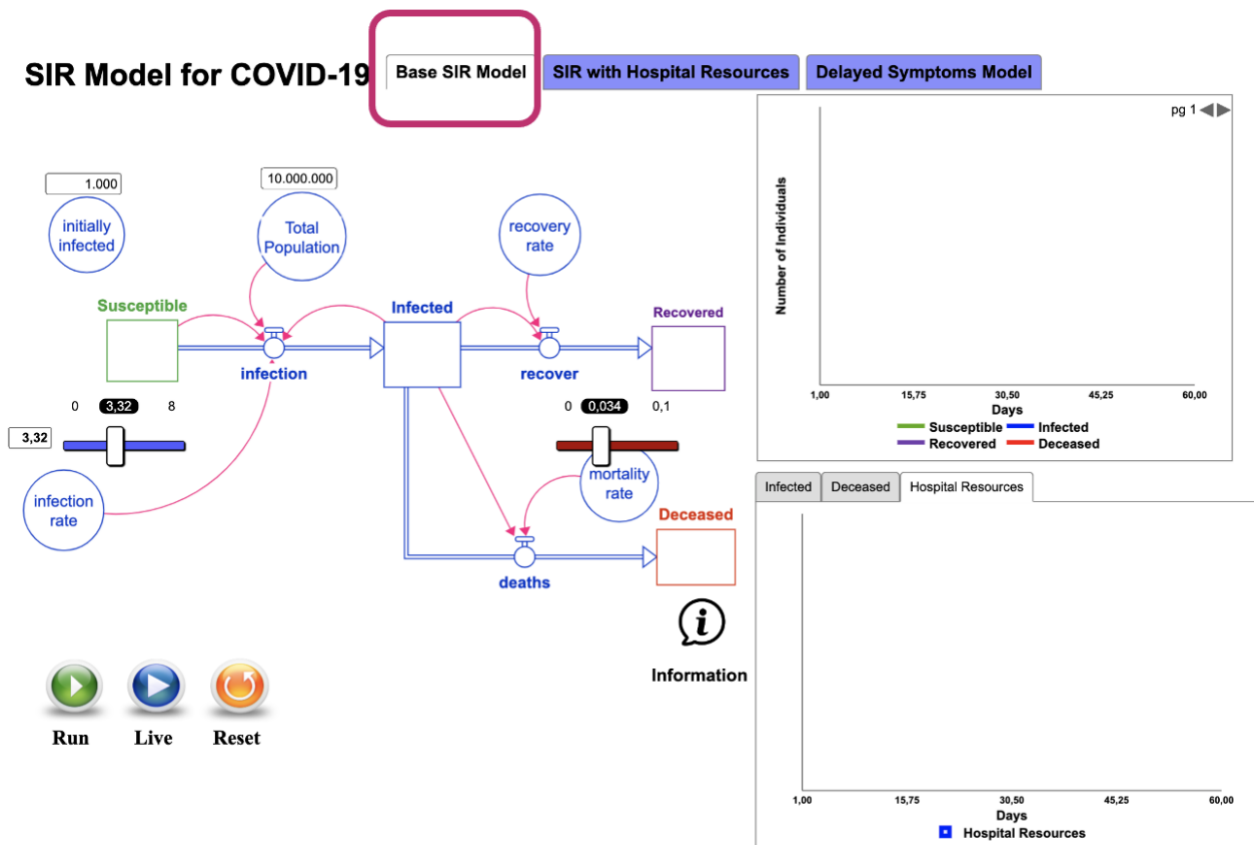 SIR Model for COVID-19
Base SIR Model
SIR with Hospital Resources
Delayed Symptoms Model
pg 1
1.000
initially
infected
10.000.000
Total
Population
recovery
rate
Susceptible
infection
Infected
recover
Recovered
0 3,32 8
3,32
infection
rate
0 0,034 0,1
mortality
rate
deaths
Deceased
i
Information
Run
Live
Reset
Number of Individuals
1,00 15,75 30,50 45,25 60,00
Days
Susceptible Infected
Recovered Deceased
Infected
Deceased
Hospital Resources
1,00 15,75 30,50 45,25 60,00
Days
Hospital Resources